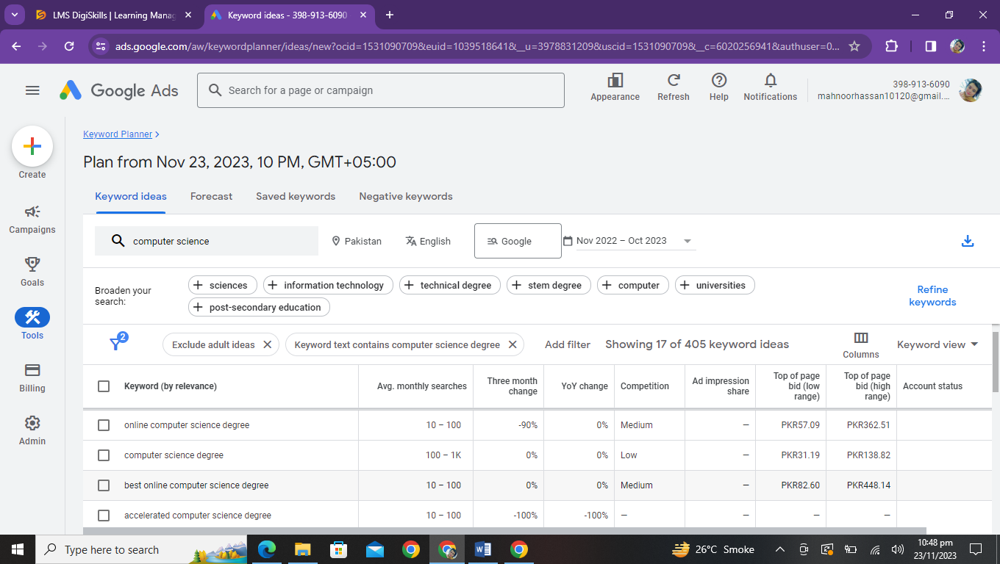 LMS DigiSkills | Learning Manag
Keyword ideas - 398-913-6090
ads.google.com/aw/keywordplanner/ideas/new?ocid=1531090709&euid=1039518641&__u=3978831209&uscid=1531090709&__c=6020256941&authuser=0...
Google Ads
Search for a page or campaign
Appearance
Refresh
Help
Notifications
398-913-6090
mahnoorhassan10120@gmail....
Create
Campaigns
Goals
Tools
Billing
Admin
Keyword Planner
Plan from Nov 23, 2023, 10 PM, GMT+05:00
Keyword ideas Forecast Saved keywords Negative keywords
computer science Pakistan English Google Nov 2022 – Oct 2023
Broaden your
search:
sciences information technology technical degree stem degree computer universities
post-secondary education
Refine
keywords
2
Exclude adult ideas Keyword text contains computer science degree Add filter Showing 17 of 405 keyword ideas
Columns
Keyword view
Keyword (by relevance)
Avg. monthly searches
Three month
change
YoY change
Competition
Ad impression
share
Top of page
bid (low
range)
Top of page
bid (high
range)
Account status
online computer science degree 10 – 100 -90% 0% Medium — PKR57.09 PKR362.51
computer science degree 100 – 1K 0% 0% Low — PKR31.19 PKR138.82
best online computer science degree 10 – 100 0% 0% Medium — PKR82.60 PKR448.14
accelerated computer science degree 10 – 100 -100% -100% — — — —
Type here to search
26°C Smoke
10:48 pm
23/11/2023